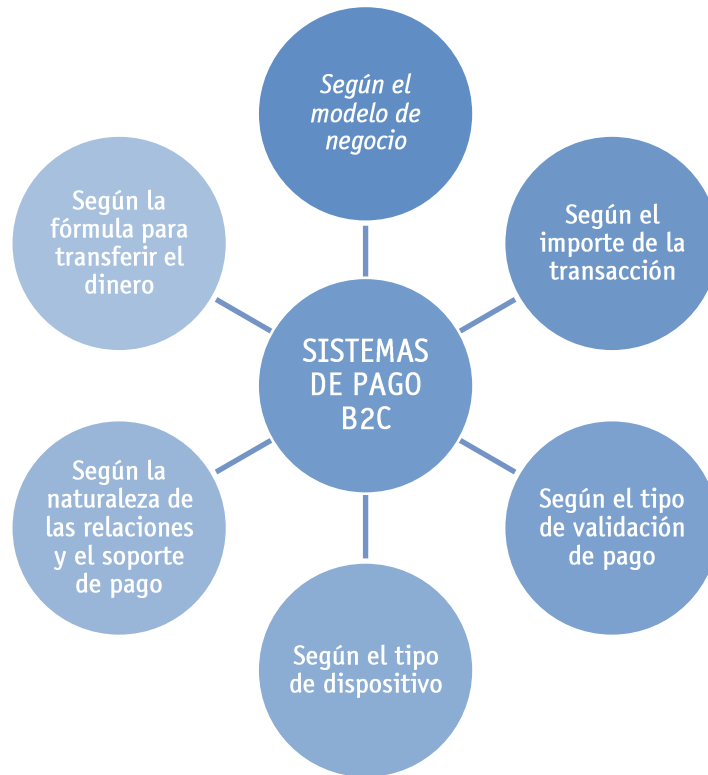 Según el
modelo de
negocio
Según la
fórmula para
transferir el
dinero
Según el
importe de la
transacción
SISTEMAS
DE PAGO
B2C
Según la
naturaleza de
las relaciones
y el soporte
de pago
Según el tipo
de validación
de pago
Según el tipo
de dispositivo